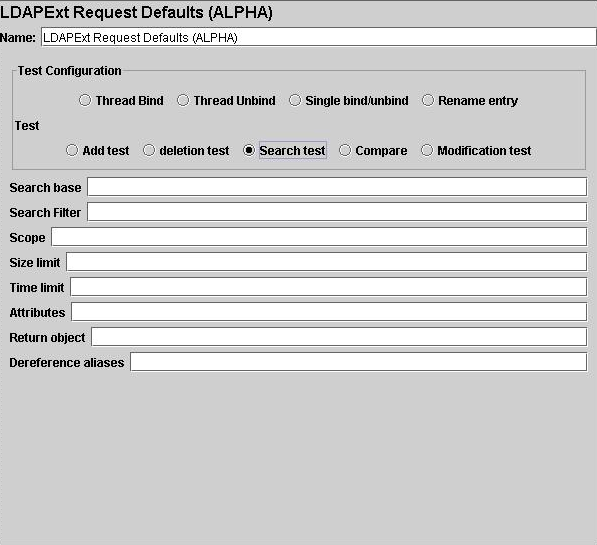 LDAPExt Request Defaults (ALPHA)
Name: LDAPExt Request Defaults (ALPHA)
Test Configuration
Thread Bind Thread Unbind Single bind/unbind Rename entry
Test
Add test deletion test Search test Compare Modification test
Search base
Search Filter
Scope
Size limit
Time limit
Attributes
Return object
Dereference aliases